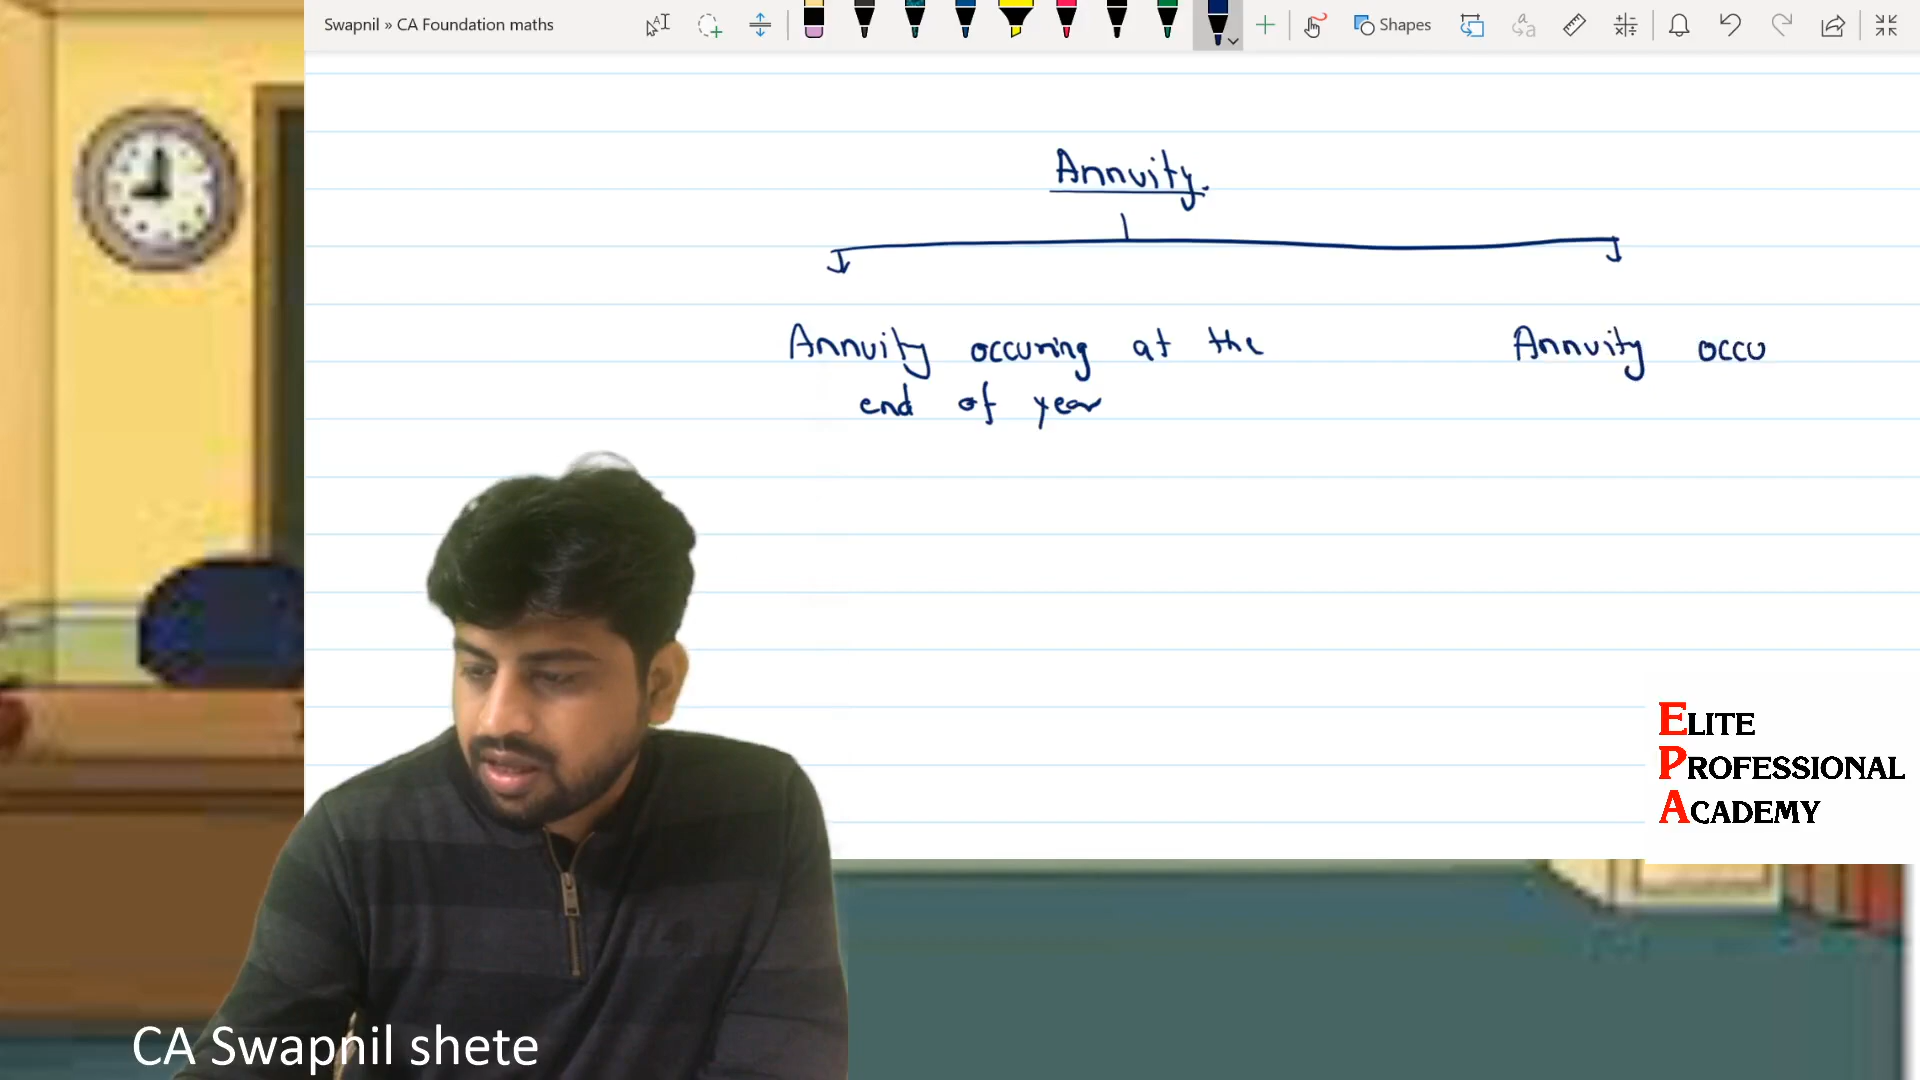 Swapnil » CA Foundation maths
Shapes
Annuity.
Annuity occuring at the
end of year
Annuity occu
ELITE
PROFESSIONAL
ACADEMY
CA Swapnil shete